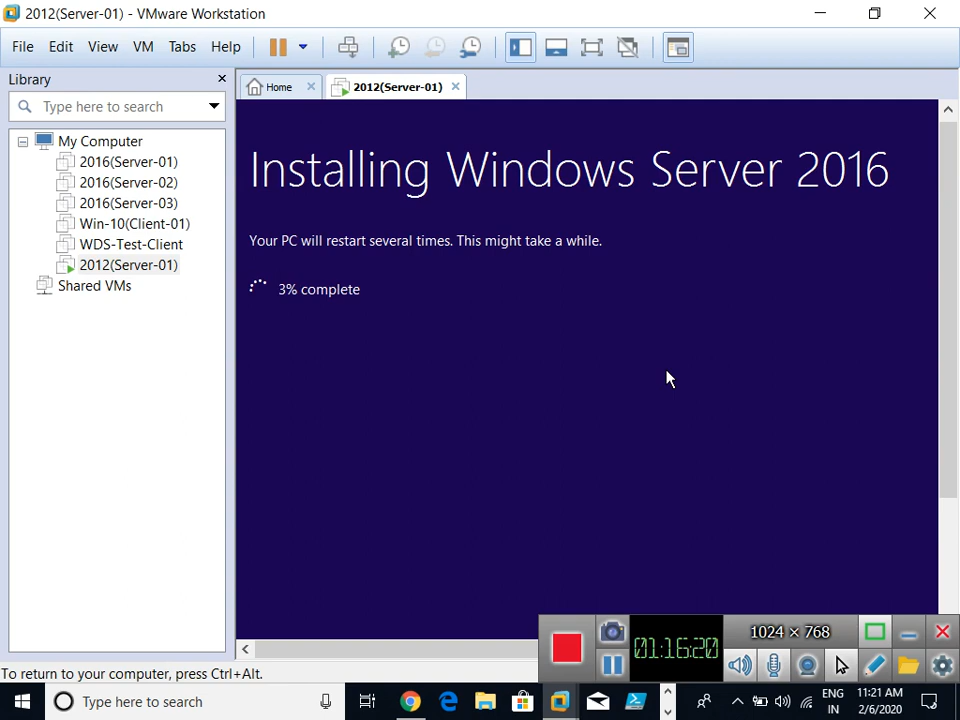 2012(Server-01) - VMware Workstation
File Edit View VM Tabs Help
Library
Home
2012(Server-01)
Type here to search
My Computer
2016(Server-01)
2016(Server-02)
2016(Server-03)
Win-10(Client-01)
WDS-Test-Client
2012(Server-01)
Shared VMs
Installing Windows Server 2016
Your PC will restart several times. This might take a while.
3% complete
01:16:20
1024 × 768
To return to your computer, press Ctrl+Alt.
Type here to search
ENG
IN
11:21 AM
2/6/2020